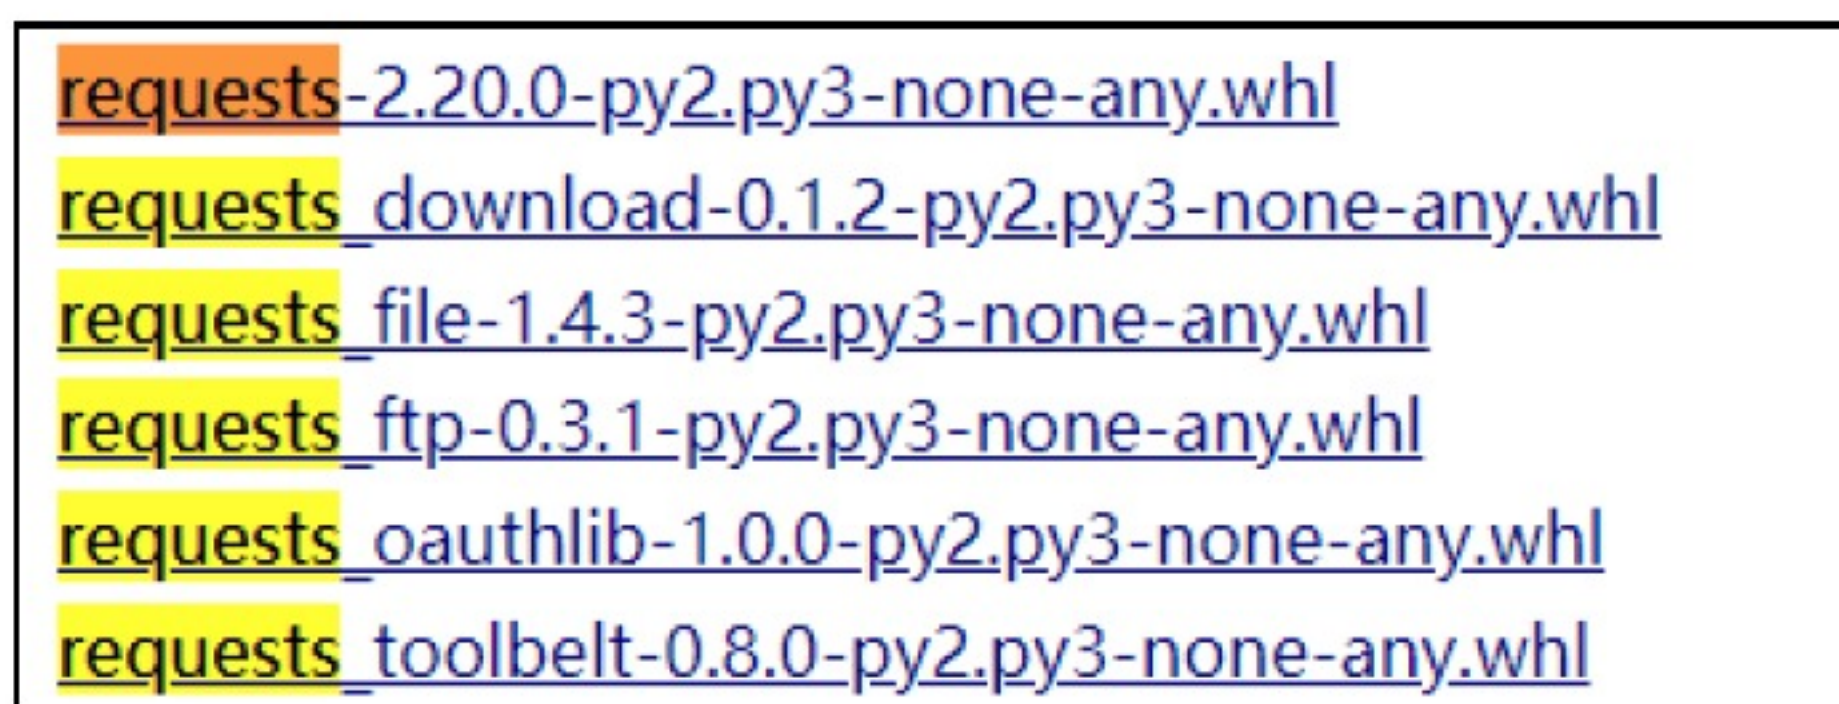 requests-2.20.0-py2.py3-none-any.whl
requests_download-0.1.2-py2.py3-none-any.whl
requests_file-1.4.3-py2.py3-none-any.whl
requests_ftp-0.3.1-py2.py3-none-any.whl
requests_oauthlib-1.0.0-py2.py3-none-any.whl
requests_toolbelt-0.8.0-py2.py3-none-any.whl